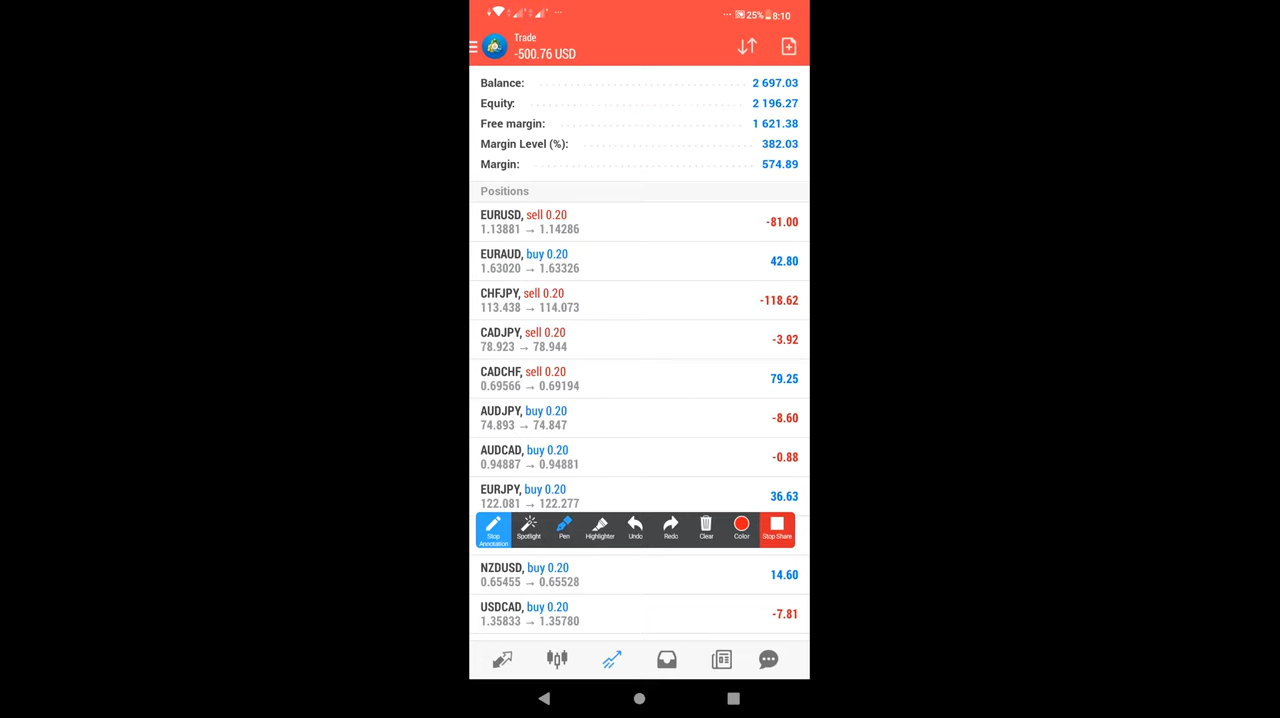 25% 8:10
Trade
-500.76 USD
Balance: 2 697.03
Equity: 2 196.27
Free margin: 1 621.38
Margin Level (%): 382.03
Margin: 574.89
Positions
EURUSD, sell 0.20
1.13881 → 1.14286
-81.00
EURAUD, buy 0.20
1.63020 → 1.63326
42.80
CHFJPY, sell 0.20
113.438 → 114.073
-118.62
CADJPY, sell 0.20
78.923 → 78.944
-3.92
CADCHF, sell 0.20
0.69566 → 0.69194
79.25
AUDJPY, buy 0.20
74.893 → 74.847
-8.60
AUDCAD, buy 0.20
0.94887 → 0.94881
-0.88
EURJPY, buy 0.20
122.081 → 122.277
36.63
Stop Annotation
Spotlight
Pen
Highlighter
Undo
Redo
Clear
Color
Stop Share
NZDUSD, buy 0.20
0.65455 → 0.65528
14.60
USDCAD, buy 0.20
1.35833 → 1.35780
-7.81